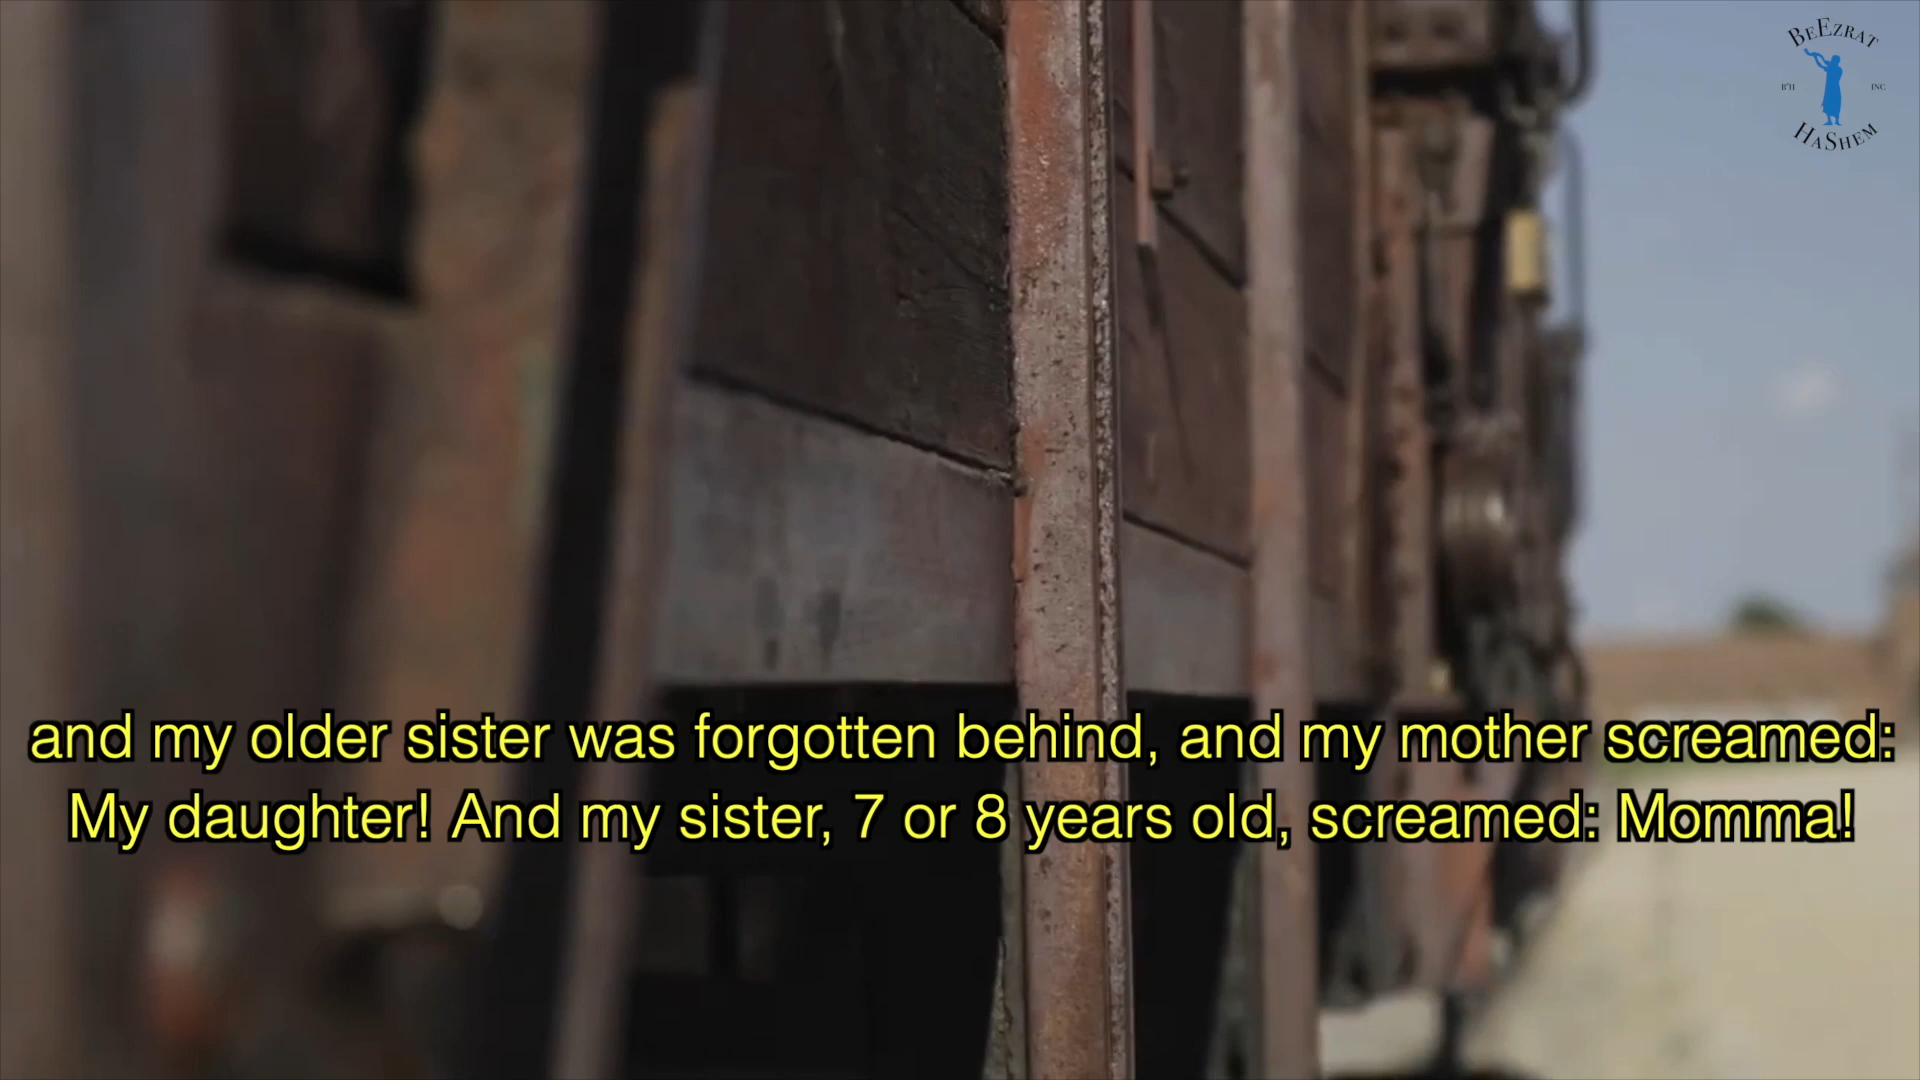 BEEZRAT
B"H INC
HASHEM
and my older sister was forgotten behind, and my mother screamed:
My daughter! And my sister, 7 or 8 years old, screamed: Momma!